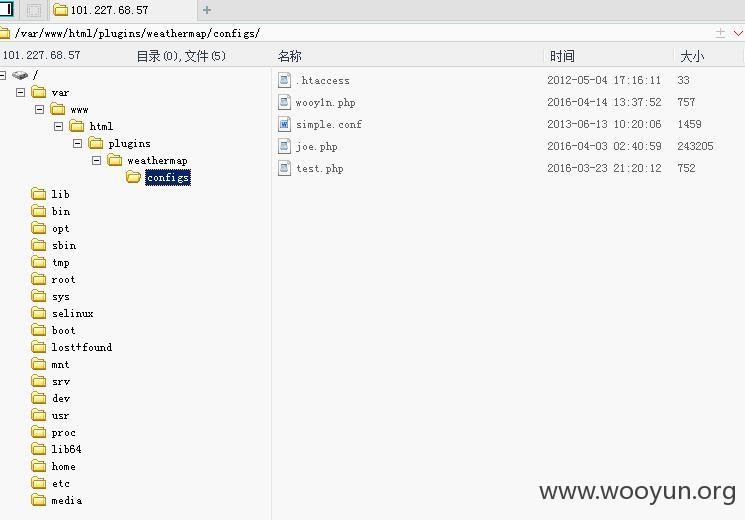 101.227.68.57
/var/www/html/plugins/weathermap/configs/
101.227.68.57 目录(0),文件(5) 名称 时间 大小
/
var
www
html
plugins
weathermap
configs
lib
bin
opt
sbin
tmp
root
sys
selinux
boot
lost+found
mnt
srv
dev
usr
proc
lib64
home
etc
media
.htaccess 2012-05-04 17:16:11 33
wooy1n.php 2016-04-14 13:37:52 757
simple.conf 2013-06-13 10:20:06 1459
joe.php 2016-04-03 02:40:59 243205
test.php 2016-03-23 21:20:12 752
www.wooyun.org